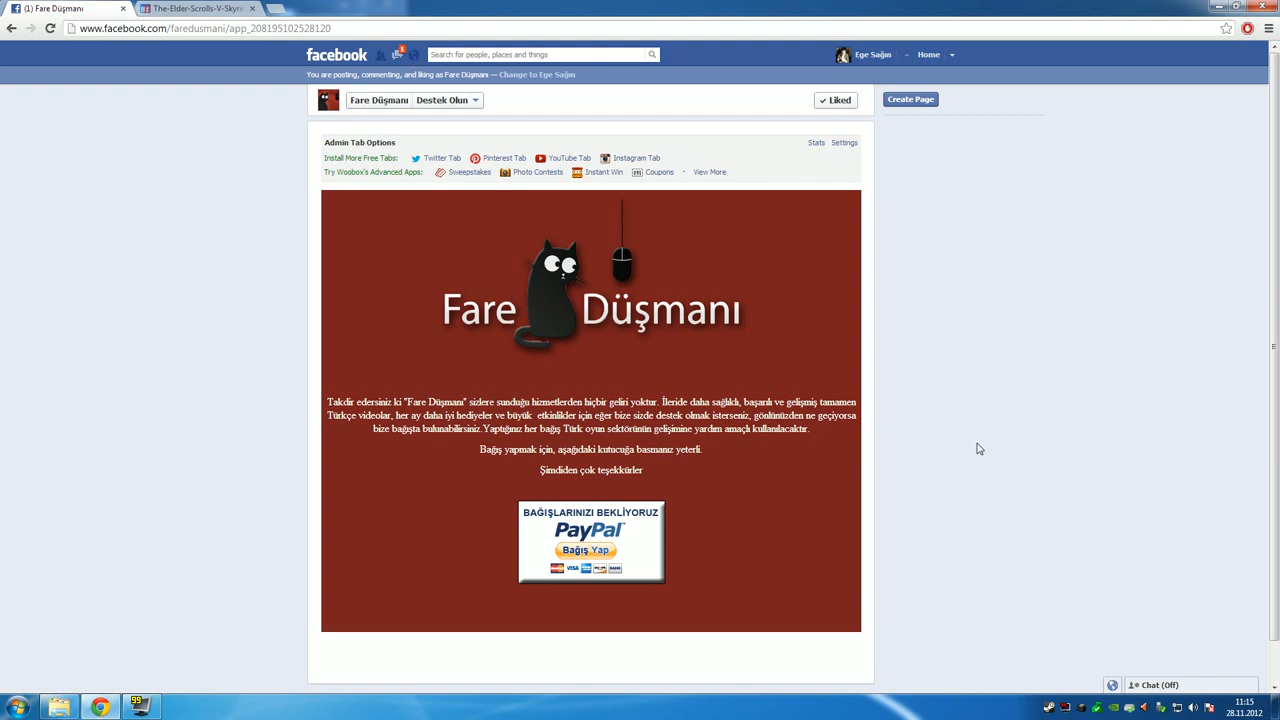 (1) Fare Düşmanı
The-Elder-Scrolls-V-Skyrim
www.facebook.com/faredusmani/app_208195102528120
facebook
1
Search for people, places and things
Ege Sağın
Home
You are posting, commenting, and liking as Fare Düşmanı — Change to Ege Sağın
Fare Düşmanı
Destek Olun
Liked
Create Page
Admin Tab Options
Stats
Settings
Install More Free Tabs:
Twitter Tab
Pinterest Tab
YouTube Tab
Instagram Tab
Try Woobox's Advanced Apps:
Sweepstakes
Photo Contests
Instant Win
Coupons
View More
Fare Düşmanı
Takdir edersiniz ki "Fare Düşmanı" sizlere sunduğu hizmetlerden hiçbir geliri yoktur. İleride daha sağlıklı, başarılı ve gelişmiş tamamen
Türkçe videolar, her ay daha iyi hediyeler ve büyük etkinlikler için eğer bize sizde destek olmak isterseniz, gönlünüzden ne geçiyorsa
bize bağışta bulunabilirsiniz.Yaptığınız her bağış Türk oyun sektörünün gelişimine yardım amaçlı kullanılacaktır.
Bağış yapmak için, aşağıdaki kutucuğa basmanız yeterli.
Şimdiden çok teşekkürler
BAĞIŞLARINIZI BEKLİYORUZ
PayPal
Bağış Yap
VISA
BANK
Chat (Off)
99
11:15
28.11.2012